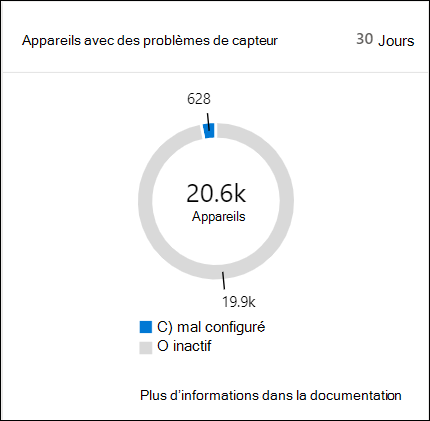 Appareils avec des problèmes de capteur 30 Jours
628
20.6k
Appareils
19.9k
C) mal configuré
O inactif
Plus d’informations dans la documentation